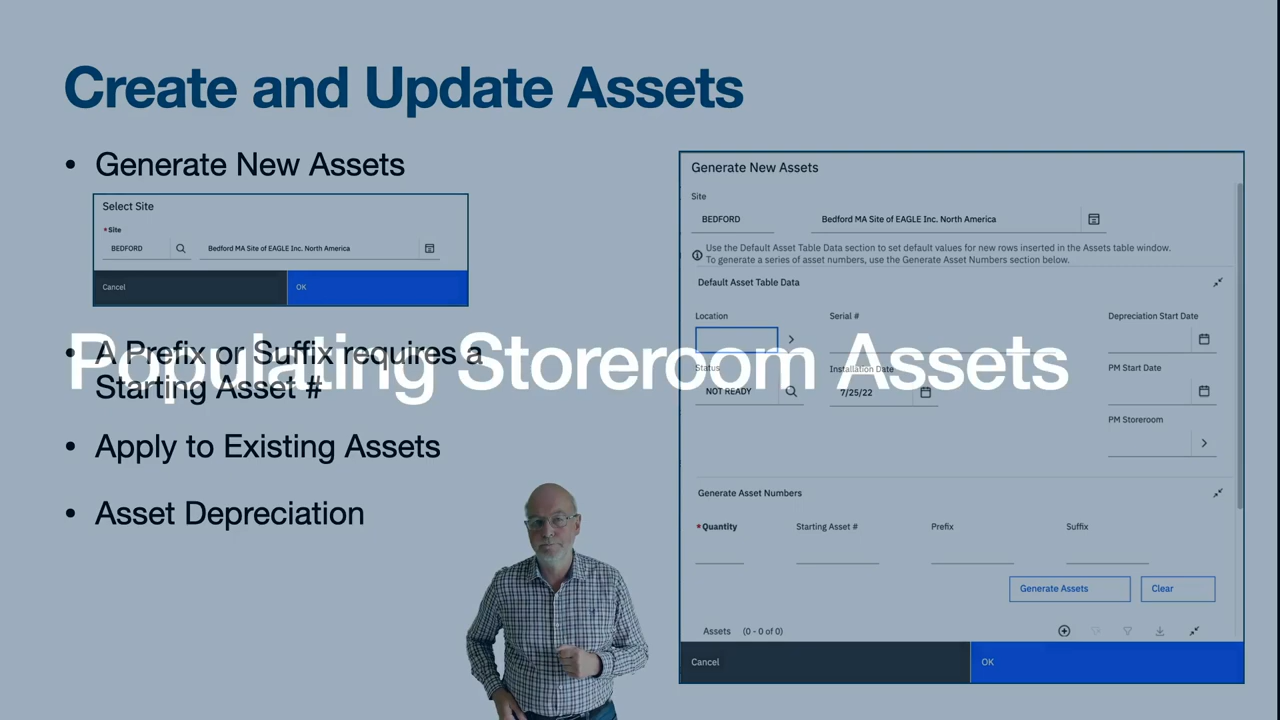 Create and Update Assets
• Generate New Assets
Select Site
*Site
BEDFORD
Bedford MA Site of EAGLE Inc. North America
Cancel
OK
• A Prefix or Suffix requires a
Starting Asset #
• Apply to Existing Assets
• Asset Depreciation
Populating Storeroom Assets
Generate New Assets
Site
BEDFORD
Bedford MA Site of EAGLE Inc. North America
Use the Default Asset Table Data section to set default values for new rows inserted in the Assets table window.
To generate a series of asset numbers, use the Generate Asset Numbers section below.
Default Asset Table Data
Location
Serial #
Depreciation Start Date
Status
Installation Date
PM Start Date
NOT READY
7/25/22
PM Storeroom
Generate Asset Numbers
*Quantity
Starting Asset #
Prefix
Suffix
Generate Assets
Clear
Assets (0 - 0 of 0)
Cancel
OK